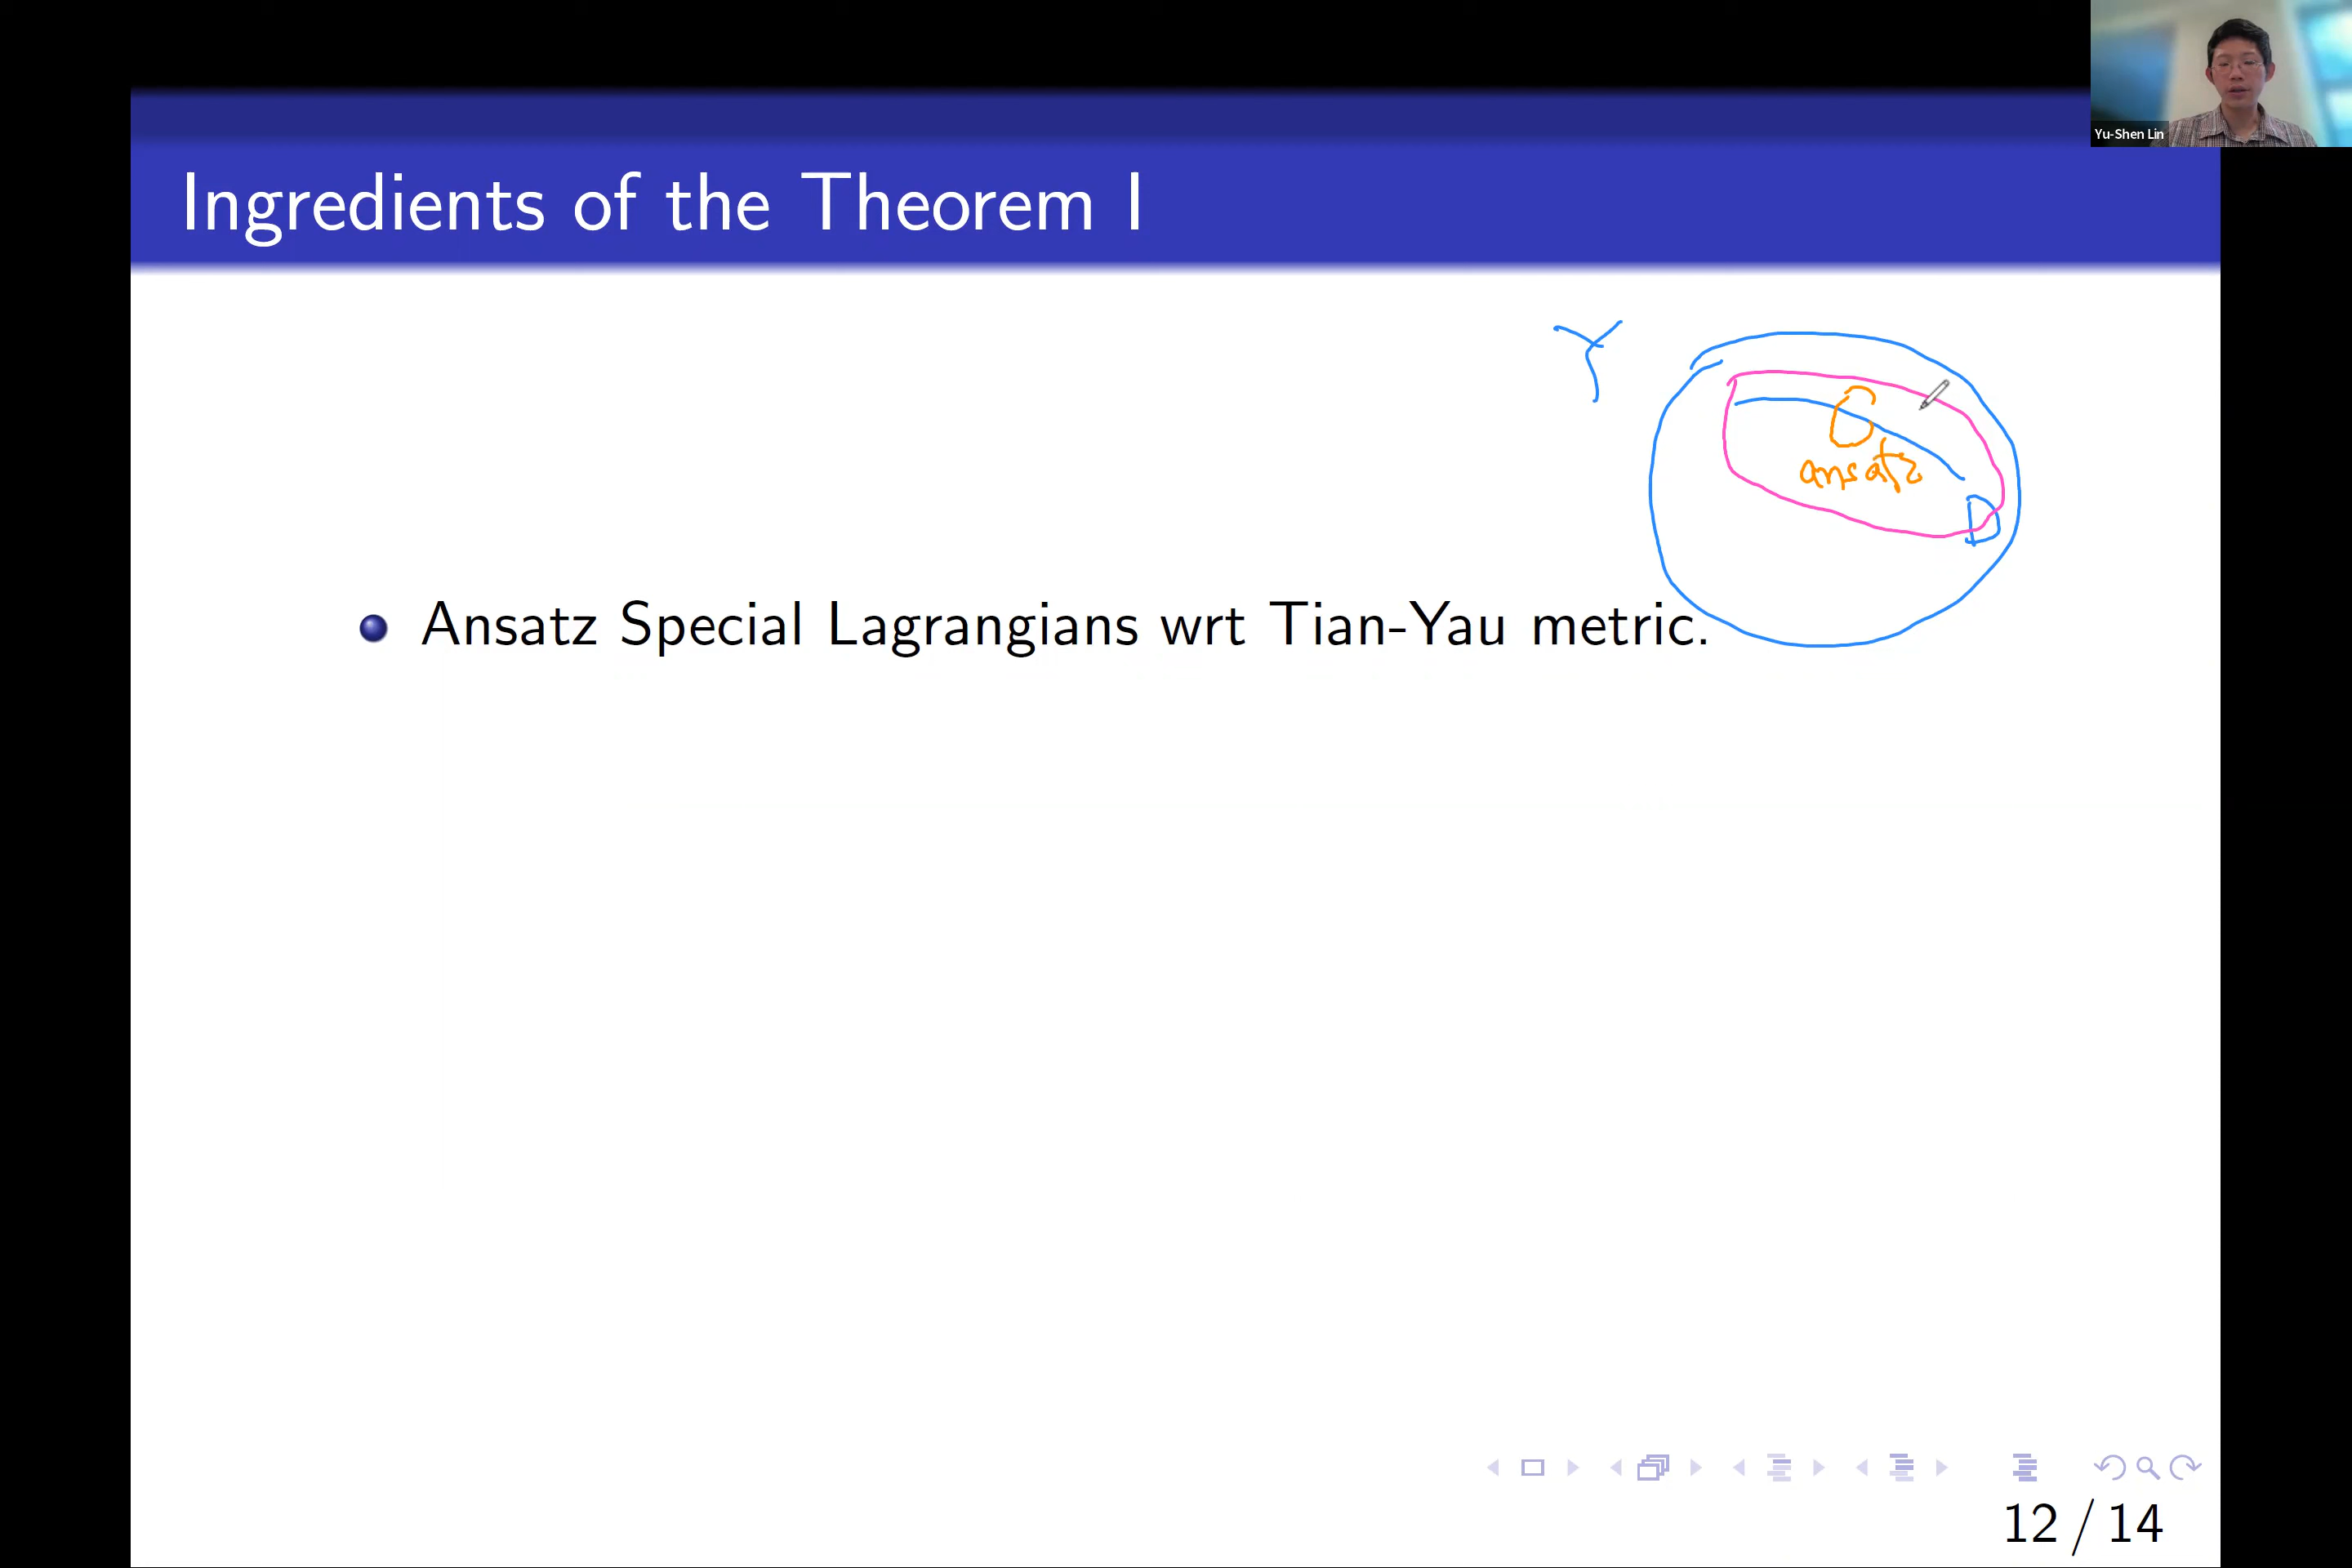 Yu-Shen Lin
Ingredients of the Theorem I
Y
ansatz
D
Ansatz Special Lagrangians wrt Tian-Yau metric.
12 / 14